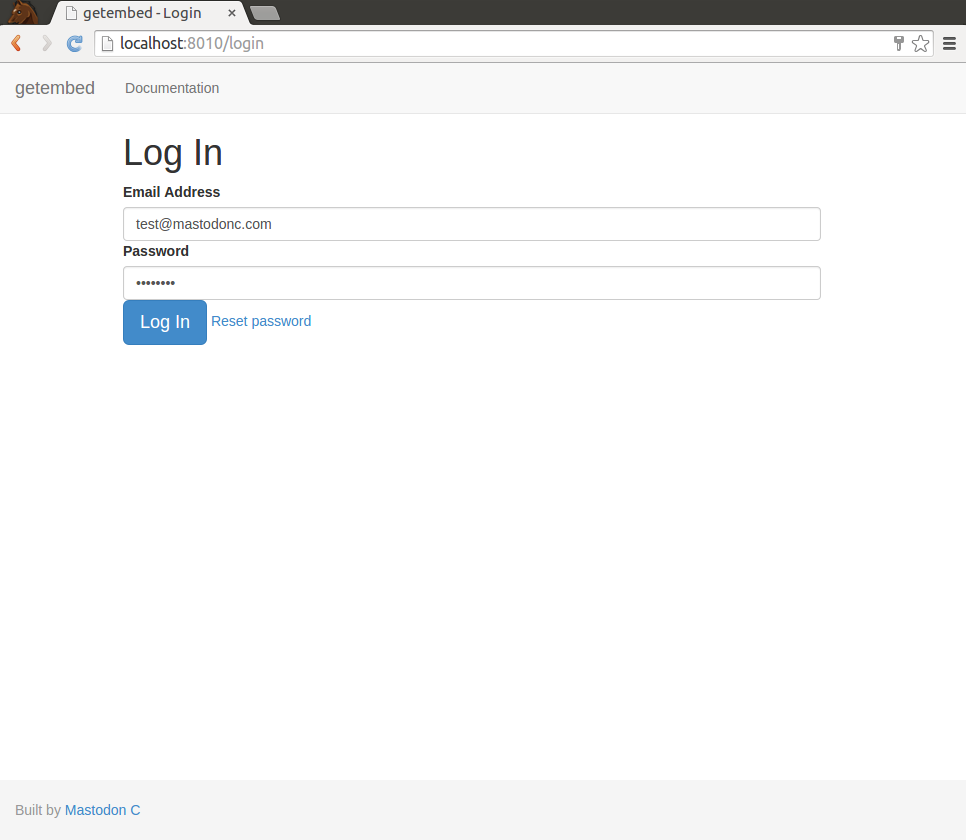 getembed - Login
localhost:8010/login
getembed Documentation
Log In
Email Address
test@mastodonc.com
Password
••••••••
Log In Reset password
Built by Mastodon C